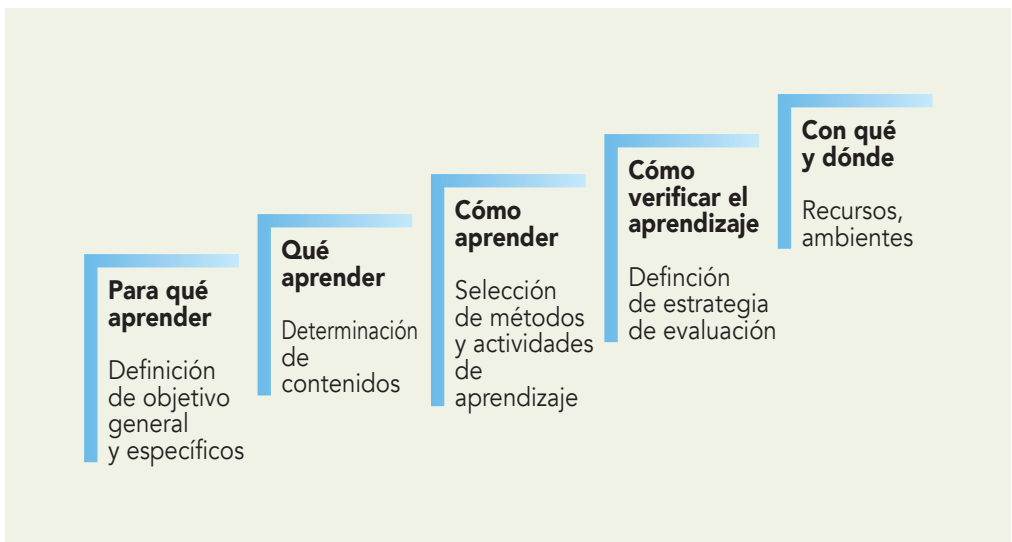 Para qué
aprender
Definición
de objetivo
general
y específicos
Qué
aprender
Determinación
de
contenidos
Cómo
aprender
Selección
de métodos
y actividades
de
aprendizaje
Cómo
verificar el
aprendizaje
Definción
de estrategia
de evaluación
Con qué
y dónde
Recursos,
ambientes